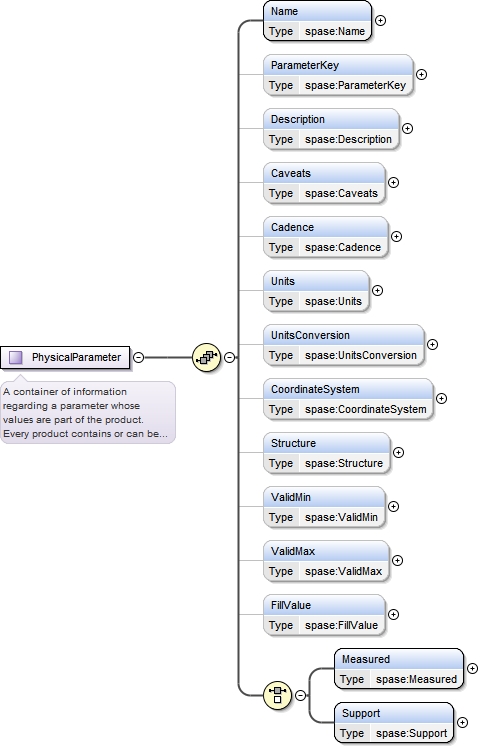 Name
Type spase:Name
ParameterKey
Type spase:ParameterKey
Description
Type spase:Description
Caveats
Type spase:Caveats
Cadence
Type spase:Cadence
Units
Type spase:Units
UnitsConversion
Type spase:UnitsConversion
PhysicalParameter
A container of information
regarding a parameter whose
values are part of the product.
Every product contains or can be...
CoordinateSystem
Type spase:CoordinateSystem
Structure
Type spase:Structure
ValidMin
Type spase:ValidMin
ValidMax
Type spase:ValidMax
FillValue
Type spase:FillValue
Measured
Type spase:Measured
Support
Type spase:Support